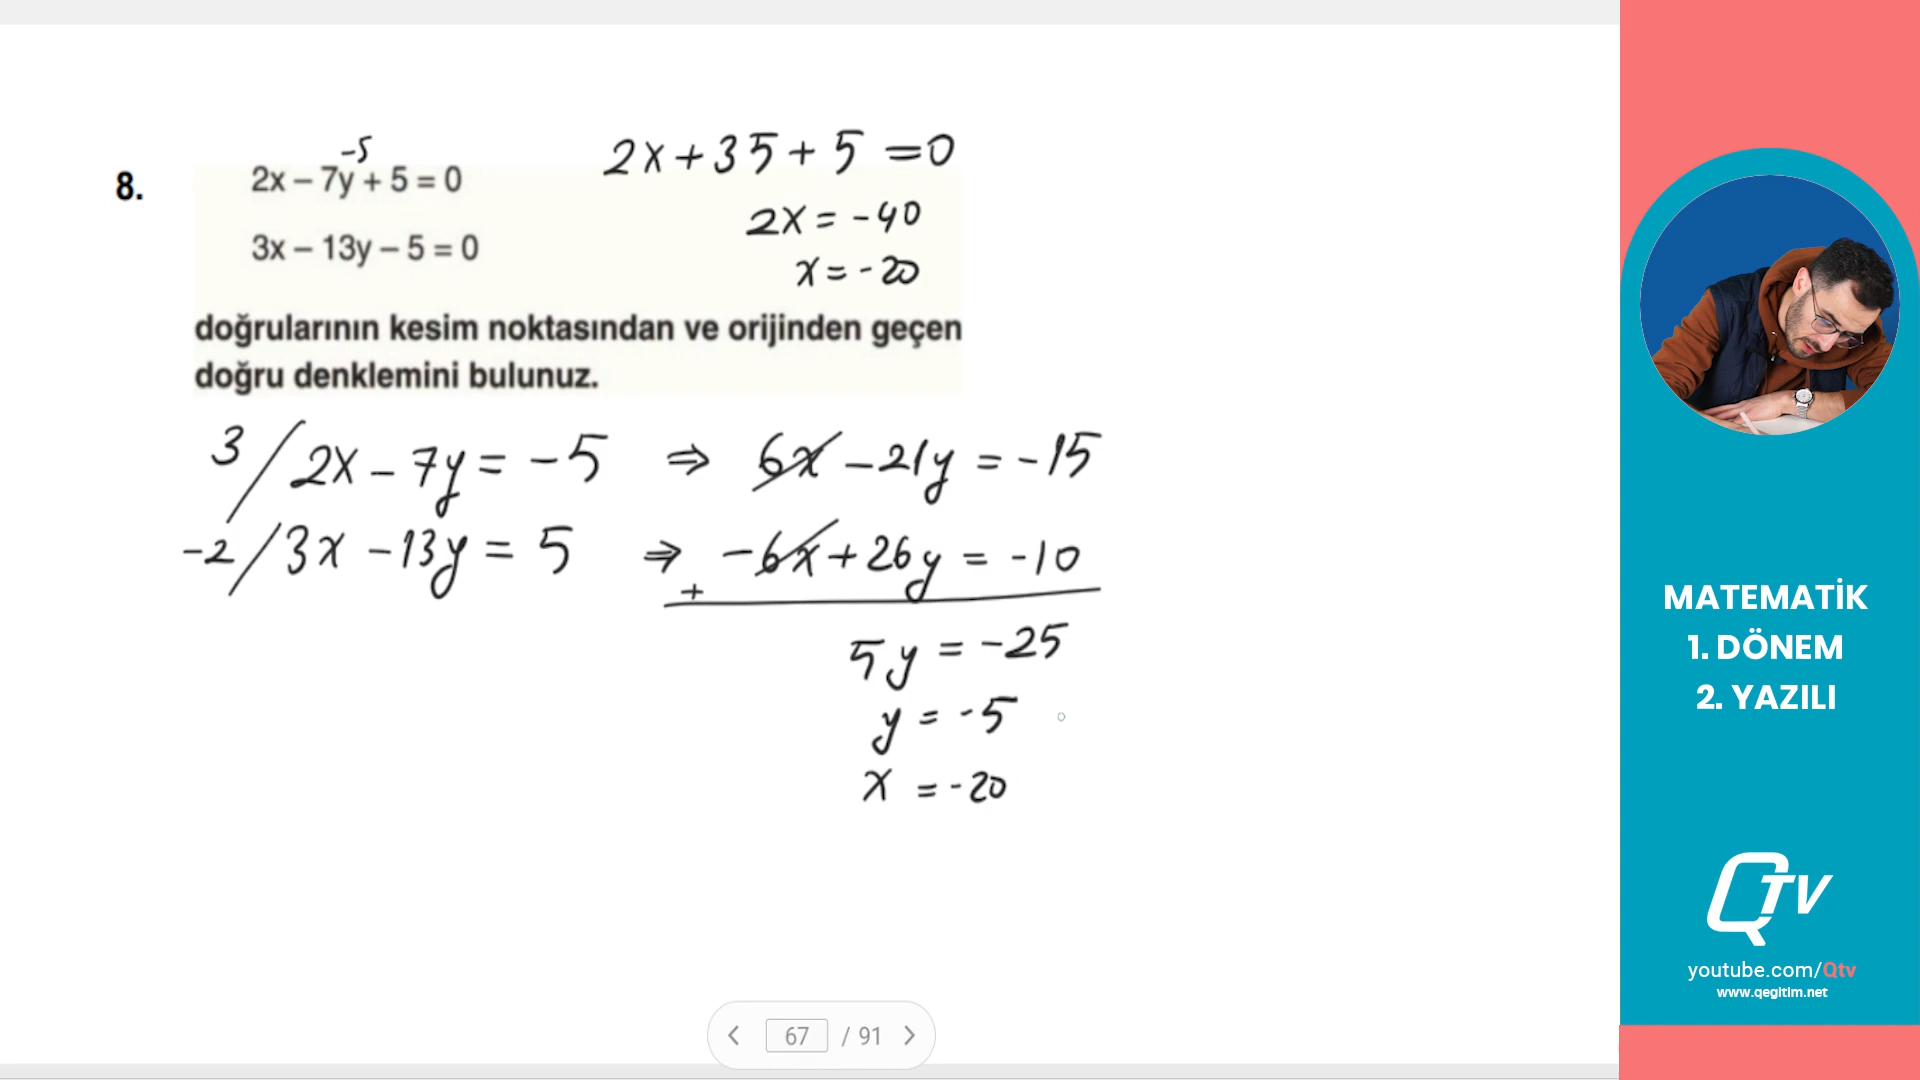 8.
-5
2x – 7y + 5 = 0
3x – 13y – 5 = 0
2x + 35 + 5 = 0
2x = -40
x = -20
doğrularının kesim noktasından ve orijinden geçen
doğru denklemini bulunuz.
3/ 2x - 7y = -5 ⇒ 6x - 21y = -15
-2/ 3x - 13y = 5 ⇒ -6x + 26y = -10
+
5y = -25
y = -5
x = -20
67 / 91
MATEMATİK
1. DÖNEM
2. YAZILI
QTV
youtube.com/Qtv
www.qegitim.net